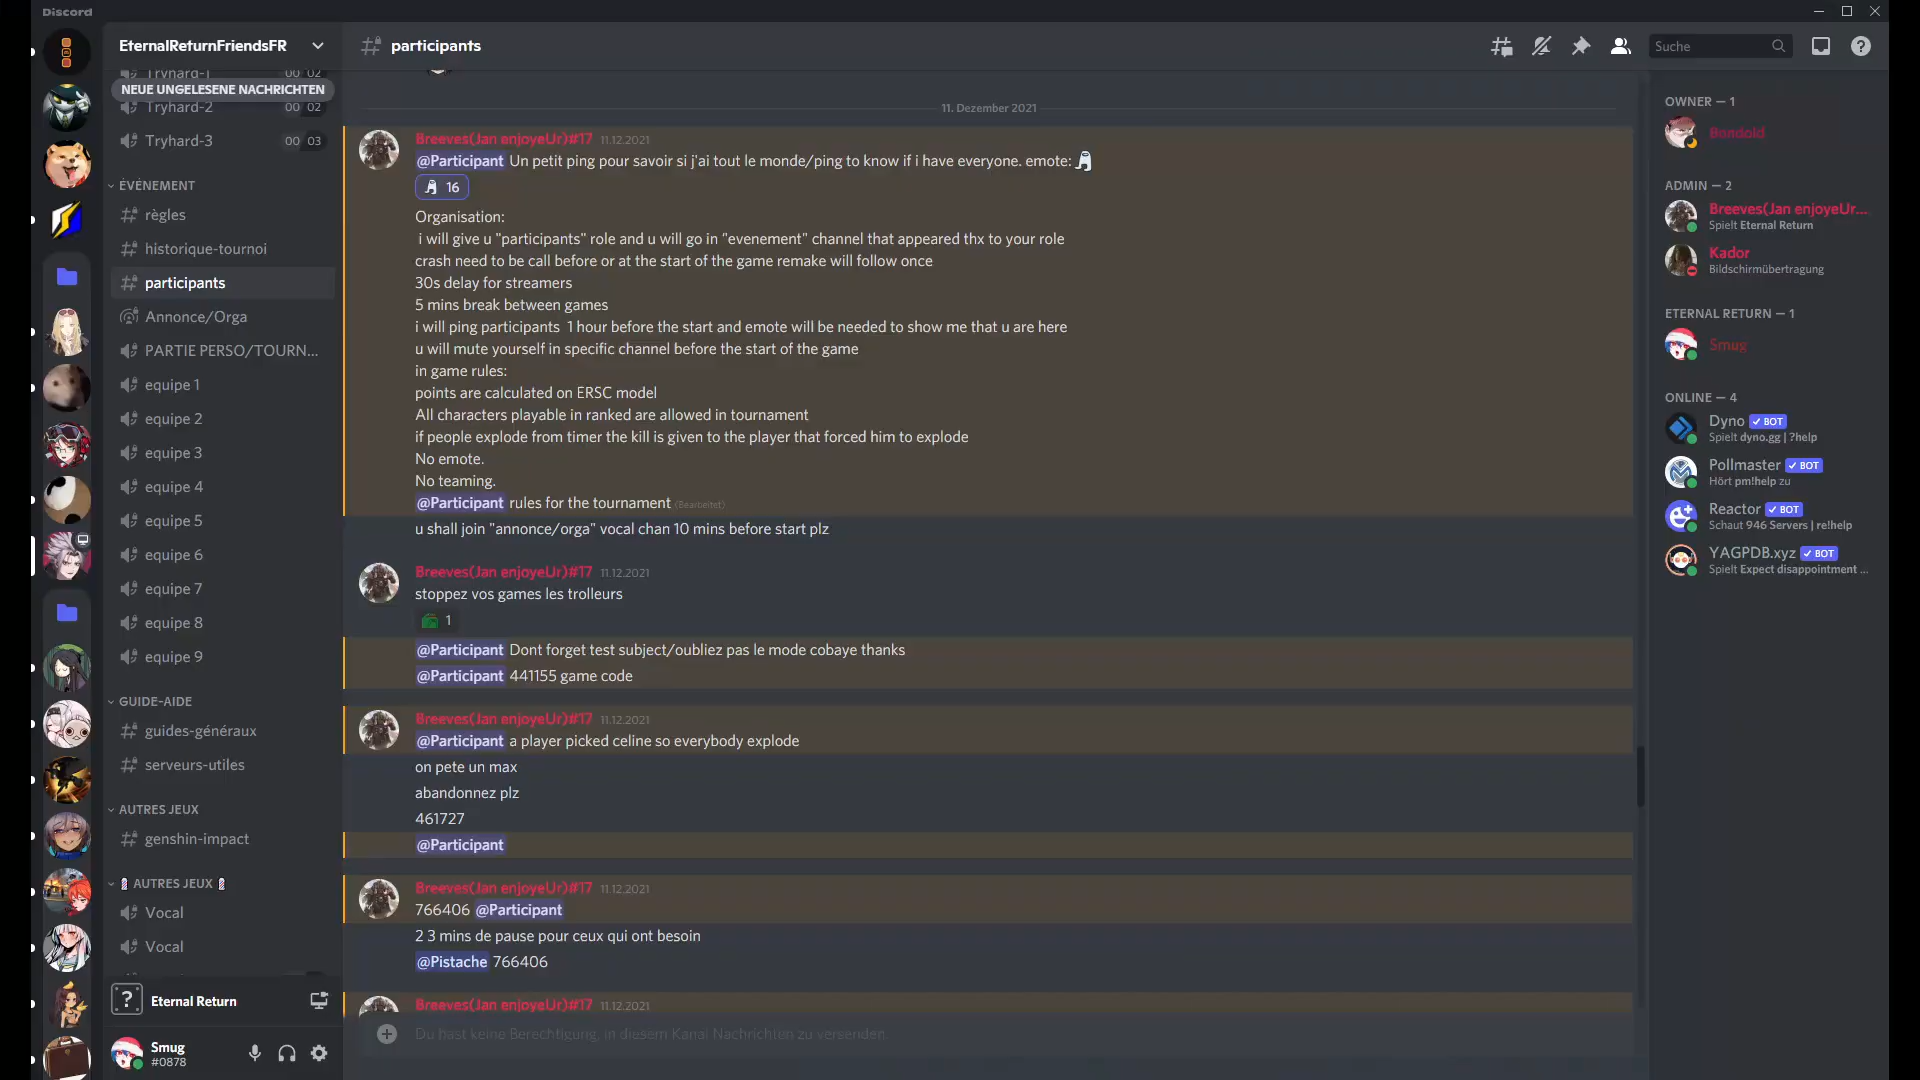 Discord
EternalReturnFriendsFR
Tryhard-1 00 02
NEUE UNGELESENE NACHRICHTEN
Tryhard-2 00 02
Tryhard-3 00 03
ÉVÉNEMENT
règles
historique-tournoi
participants
Annonce/Orga
PARTIE PERSO/TOURN...
equipe 1
equipe 2
equipe 3
equipe 4
equipe 5
equipe 6
equipe 7
equipe 8
equipe 9
GUIDE-AIDE
guides-généraux
serveurs-utiles
AUTRES JEUX
genshin-impact
AUTRES JEUX
Vocal
Vocal
Eternal Return
Smug
#0878
participants
Suche
11. Dezember 2021
Breeves(Jan enjoyeUr)#17 11.12.2021
@Participant Un petit ping pour savoir si j'ai tout le monde/ping to know if i have everyone. emote:
16
Organisation:
i will give u "participants" role and u will go in "evenement" channel that appeared thx to your role
crash need to be call before or at the start of the game remake will follow once
30s delay for streamers
5 mins break between games
i will ping participants 1 hour before the start and emote will be needed to show me that u are here
u will mute yourself in specific channel before the start of the game
in game rules:
points are calculated on ERSC model
All characters playable in ranked are allowed in tournament
if people explode from timer the kill is given to the player that forced him to explode
No emote.
No teaming.
@Participant rules for the tournament (Bearbeitet)
u shall join "annonce/orga" vocal chan 10 mins before start plz
Breeves(Jan enjoyeUr)#17 11.12.2021
stoppez vos games les trolleurs
1
@Participant Dont forget test subject/oubliez pas le mode cobaye thanks
@Participant 441155 game code
Breeves(Jan enjoyeUr)#17 11.12.2021
@Participant a player picked celine so everybody explode
on pete un max
abandonnez plz
461727
@Participant
Breeves(Jan enjoyeUr)#17 11.12.2021
766406 @Participant
2 3 mins de pause pour ceux qui ont besoin
@Pistache 766406
Breeves(Jan enjoyeUr)#17 11.12.2021
Du hast keine Berechtigung, in diesem Kanal Nachrichten zu versenden.
OWNER — 1
Bondold
ADMIN — 2
Breeves(Jan enjoyeUr...
Spielt Eternal Return
Kador
Bildschirmübertragung
ETERNAL RETURN — 1
Smug
ONLINE — 4
Dyno BOT
Spielt dyno.gg | ?help
Pollmaster BOT
Hört pm!help zu
Reactor BOT
Schaut 946 Servers | re!help
YAGPDB.xyz BOT
Spielt Expect disappointment ...